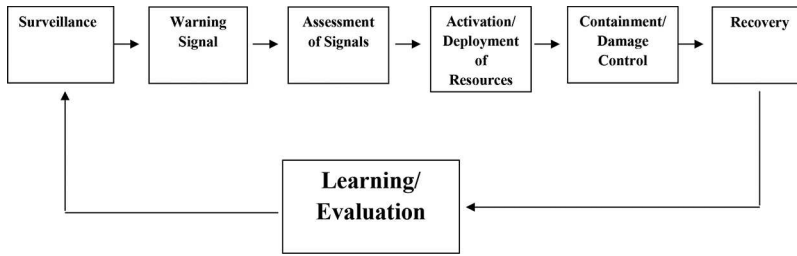 Surveillance
Warning
Signal
Assessment
of Signals
Activation/
Deployment
of
Resources
Containment/
Damage
Control
Recovery
Learning/
Evaluation